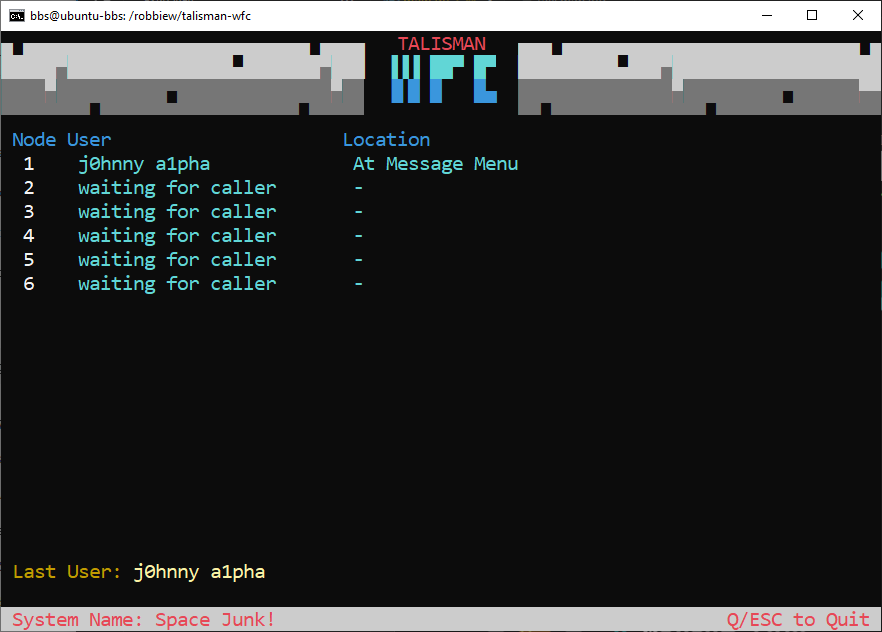 bbs@ubuntu-bbs: /robbiew/talisman-wfc
TALISMAN
WFC
Node User Location
1 j0hnny a1pha At Message Menu
2 waiting for caller -
3 waiting for caller -
4 waiting for caller -
5 waiting for caller -
6 waiting for caller -
Last User: j0hnny a1pha
System Name: Space Junk! Q/ESC to Quit